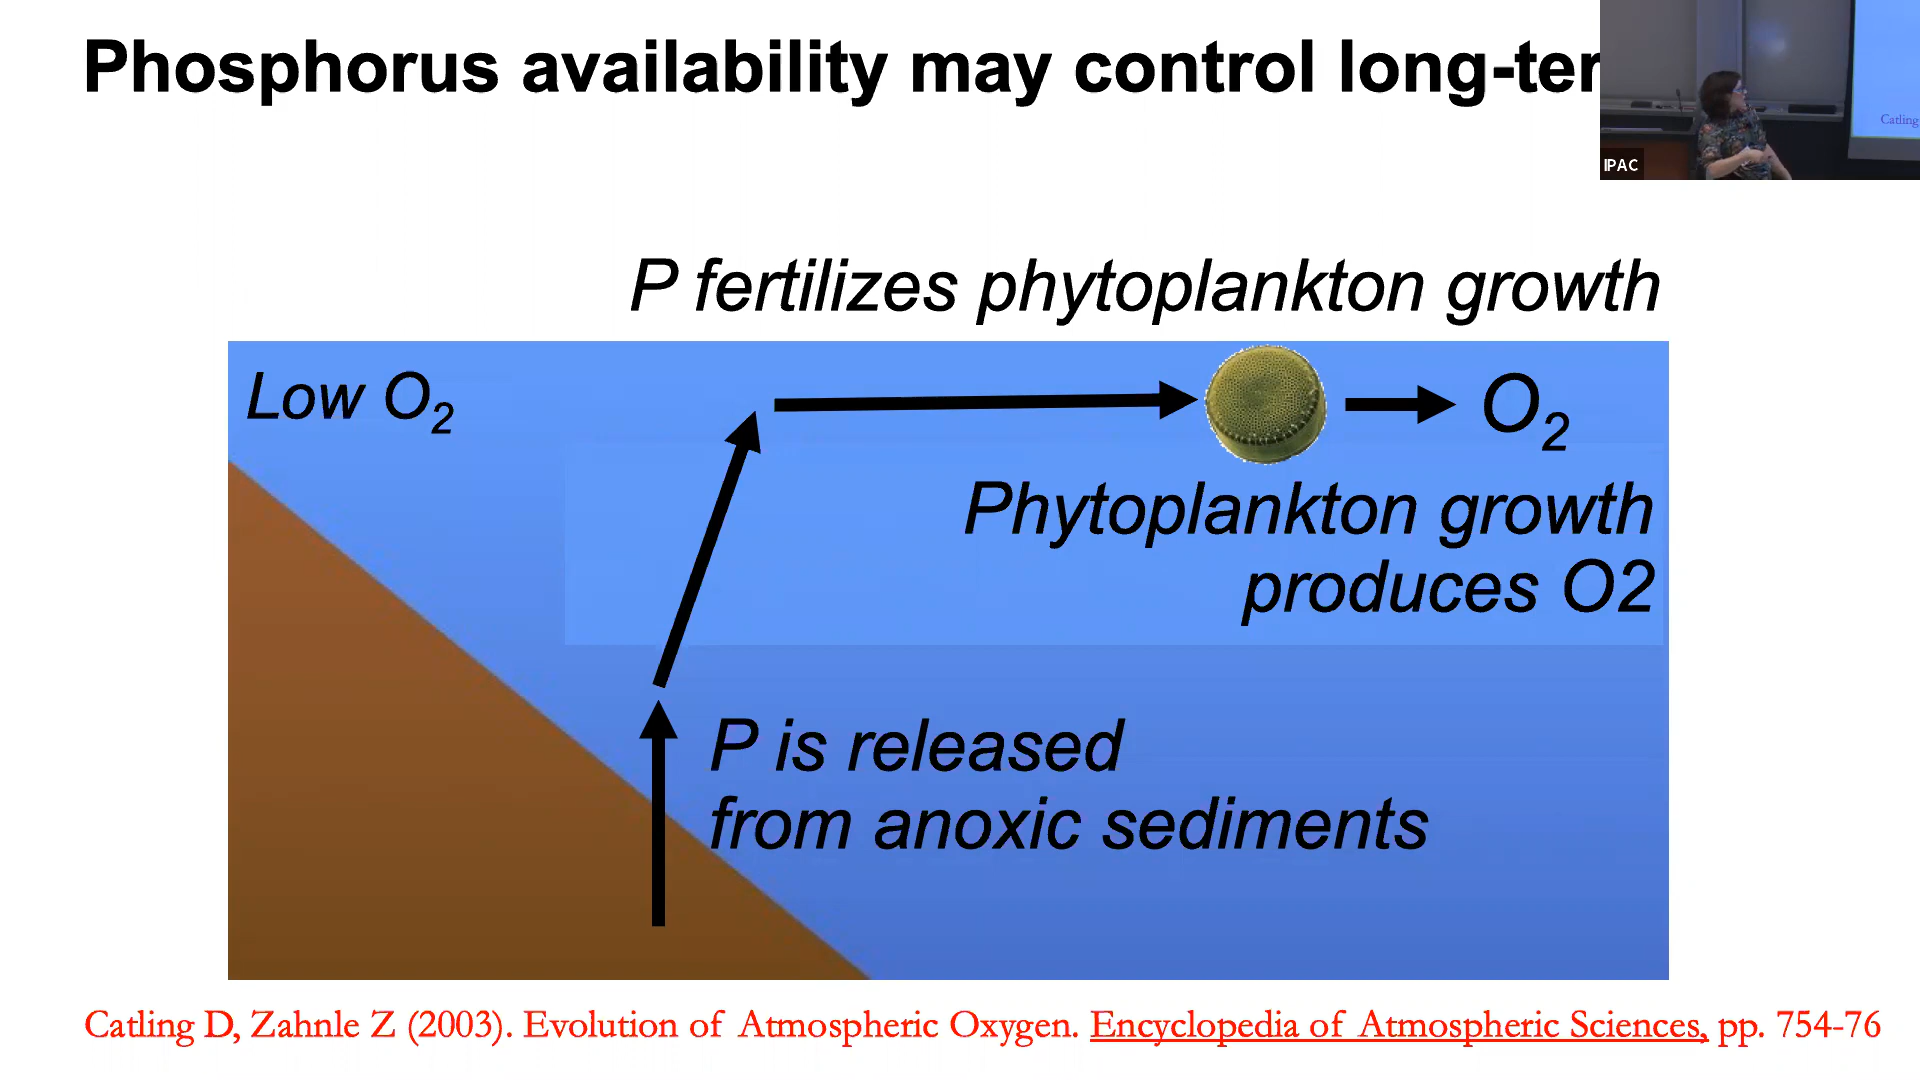 Phosphorus availability may control long-ter
IPAC
Catling
P fertilizes phytoplankton growth
Low O₂
O₂
Phytoplankton growth
produces O2
P is released
from anoxic sediments
Catling D, Zahnle Z (2003). Evolution of Atmospheric Oxygen. Encyclopedia of Atmospheric Sciences, pp. 754-76